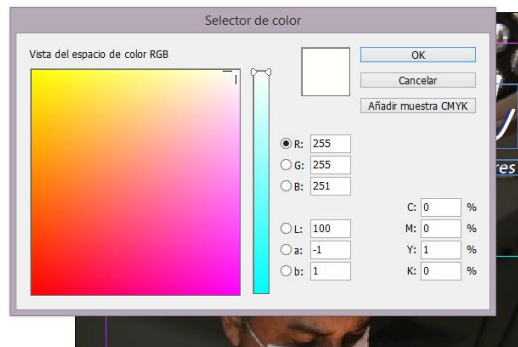 Selector de color
Vista del espacio de color RGB
OK
Cancelar
Añadir muestra CMYK
R: 255
G: 255
B: 251
L: 100
a: -1
b: 1
C: 0 %
M: 0 %
Y: 1 %
K: 0 %
res